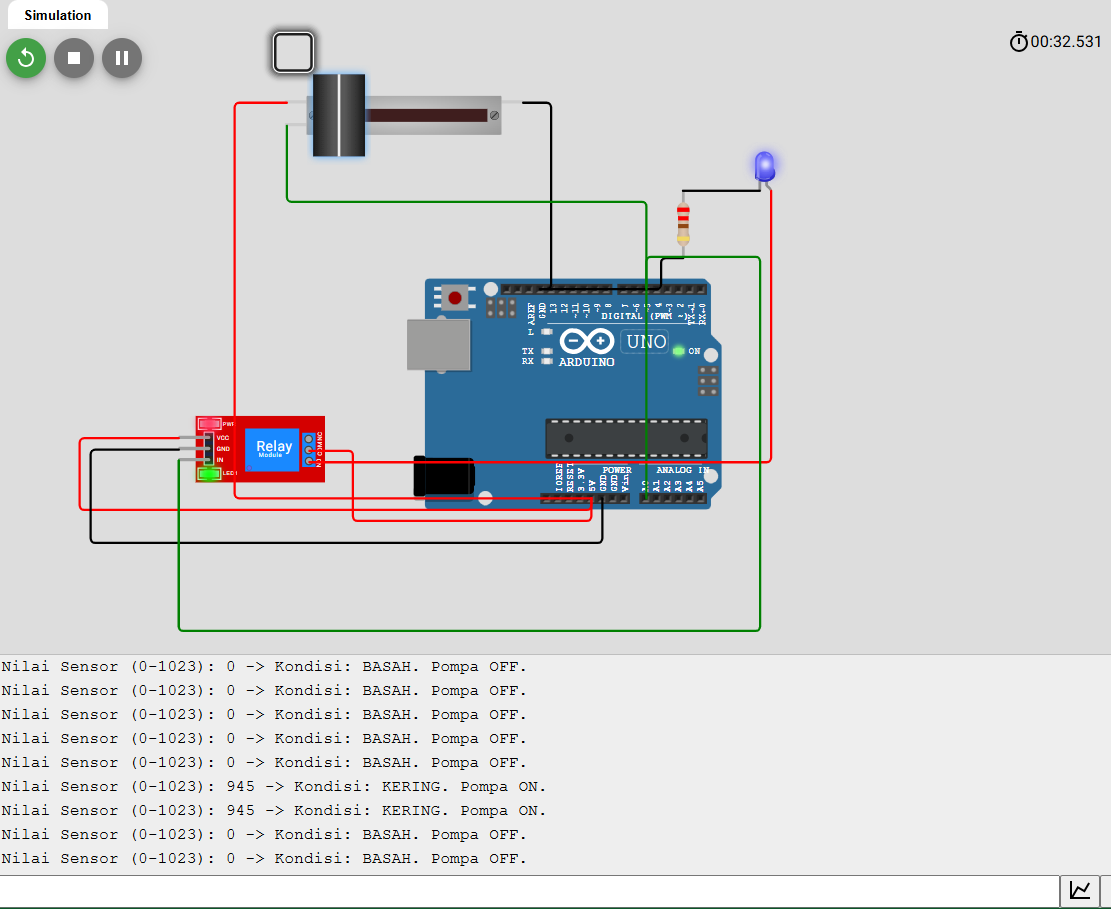 Simulation
00:32.531
AREF
GND
13
12
~11
~10
~9
8
7
~6
~5
4
~3
2
TX→1
RX←0
DIGITAL (PWM ~)
L
TX
RX
UNO
ON
ARDUINO
PWR
VCC
GND
IN
LED1
Relay
Module
IOREF
RESET
3.3V
5V
GND
GND
Vin
POWER
ANALOG IN
A0
A1
A2
A3
A4
A5
Nilai Sensor (0-1023): 0 -> Kondisi: BASAH. Pompa OFF.
Nilai Sensor (0-1023): 0 -> Kondisi: BASAH. Pompa OFF.
Nilai Sensor (0-1023): 0 -> Kondisi: BASAH. Pompa OFF.
Nilai Sensor (0-1023): 0 -> Kondisi: BASAH. Pompa OFF.
Nilai Sensor (0-1023): 0 -> Kondisi: BASAH. Pompa OFF.
Nilai Sensor (0-1023): 945 -> Kondisi: KERING. Pompa ON.
Nilai Sensor (0-1023): 945 -> Kondisi: KERING. Pompa ON.
Nilai Sensor (0-1023): 0 -> Kondisi: BASAH. Pompa OFF.
Nilai Sensor (0-1023): 0 -> Kondisi: BASAH. Pompa OFF.